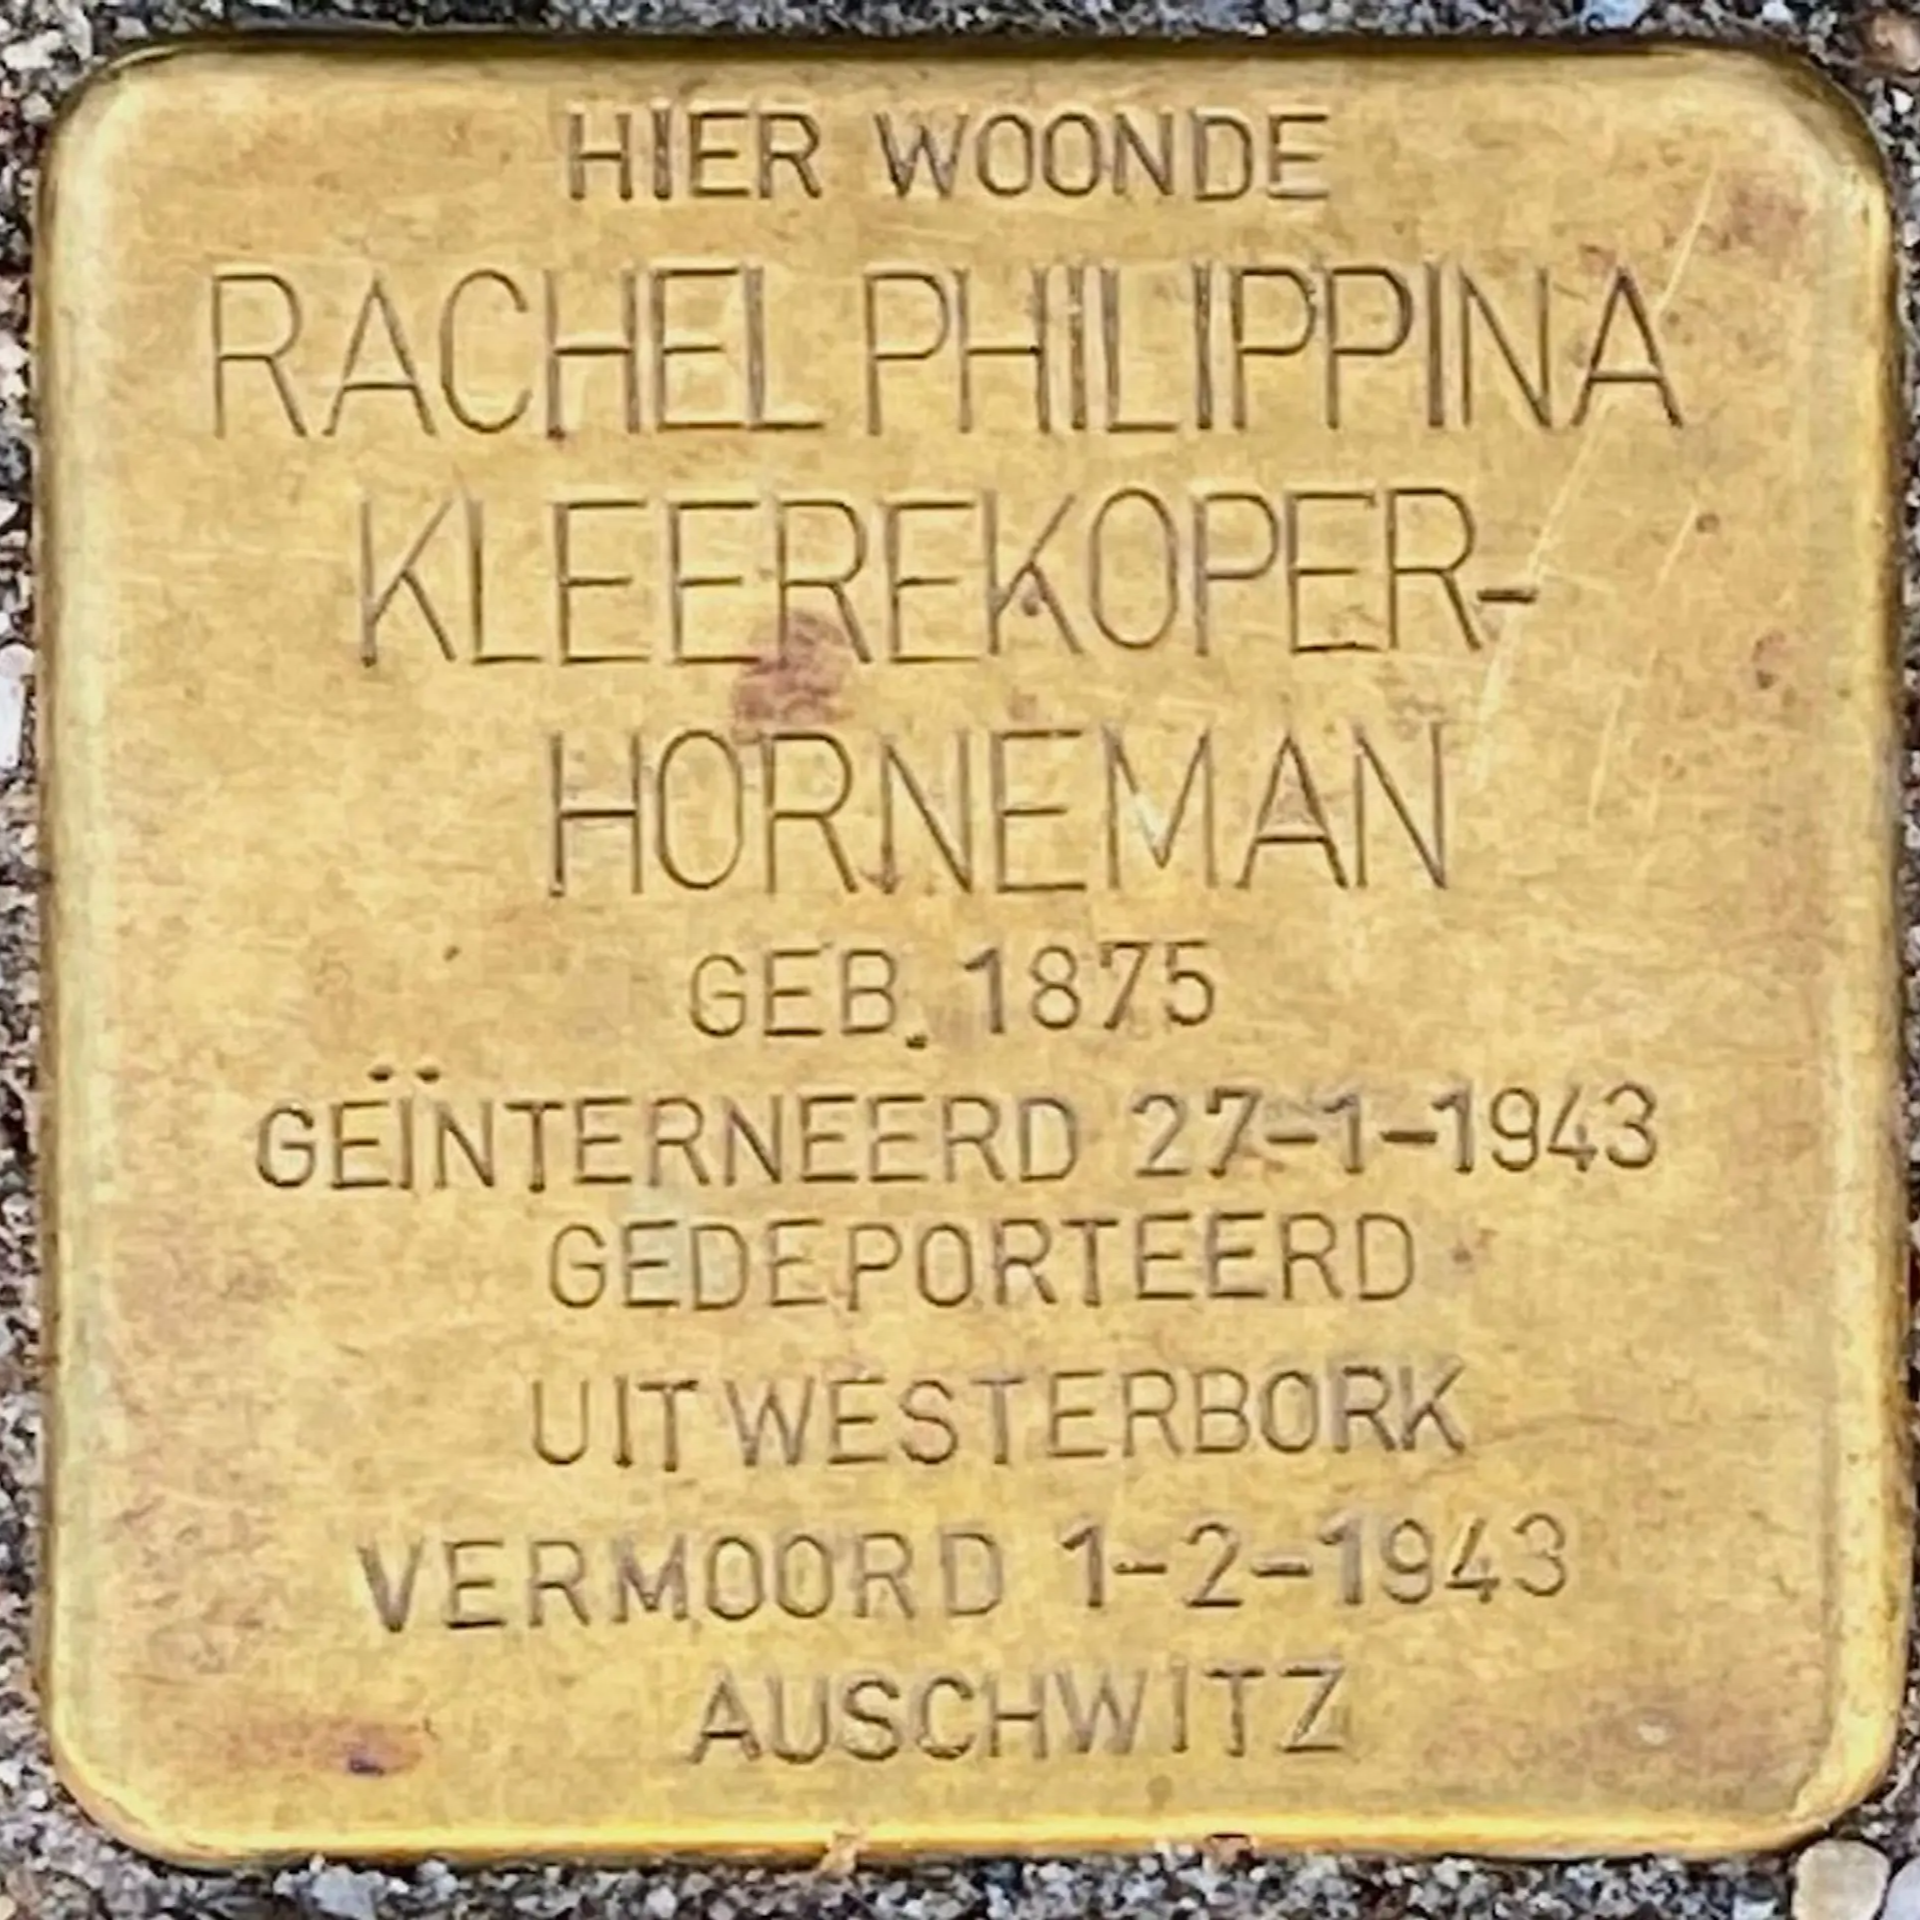 HIER WOONDE
RACHEL PHILIPPINA
KLEEREKOPER-
HORNEMAN
GEB. 1875
GEÏNTERNEERD 27-1-1943
GEDEPORTEERD
UIT WESTERBORK
VERMOORD 1-2-1943
AUSCHWITZ